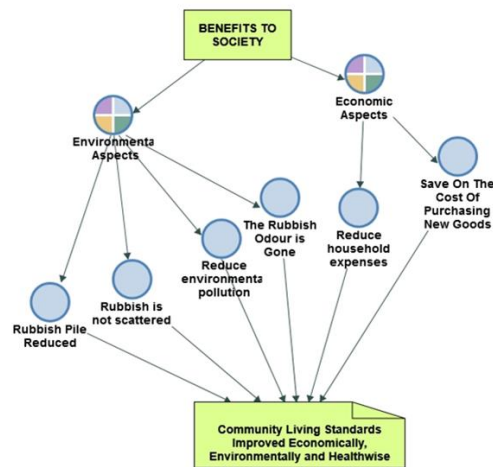 BENEFITS TO
SOCIETY
Economic
Aspects
Environmenta
Aspects
Save On The
Cost Of
Purchasing
New Goods
The Rubbish
Odour is
Gone
Reduce
household
expenses
Reduce
environmenta
pollution
Rubbish is
not scattered
Rubbish Pile
Reduced
Community Living Standards
Improved Economically,
Environmentally and Healthwise